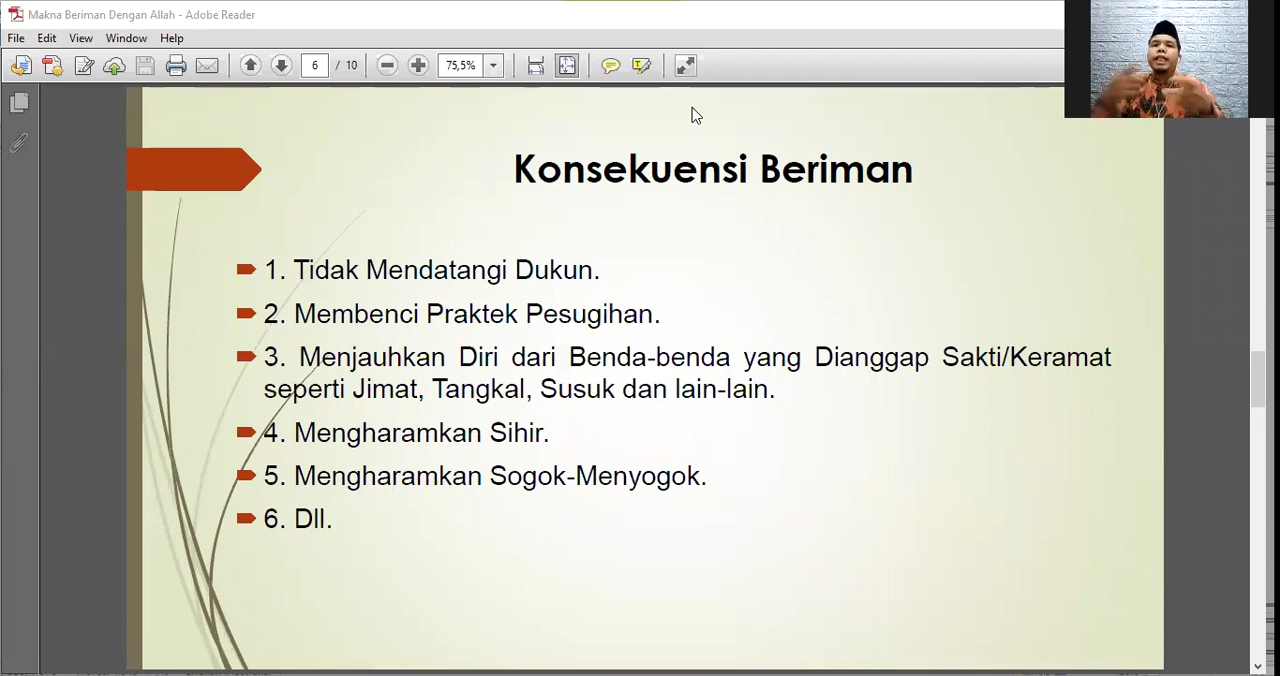 Makna Beriman Dengan Allah - Adobe Reader
File Edit View Window Help
6 / 10 75,5%
Konsekuensi Beriman
1. Tidak Mendatangi Dukun.
2. Membenci Praktek Pesugihan.
3. Menjauhkan Diri dari Benda-benda yang Dianggap Sakti/Keramat
seperti Jimat, Tangkal, Susuk dan lain-lain.
4. Mengharamkan Sihir.
5. Mengharamkan Sogok-Menyogok.
6. Dll.